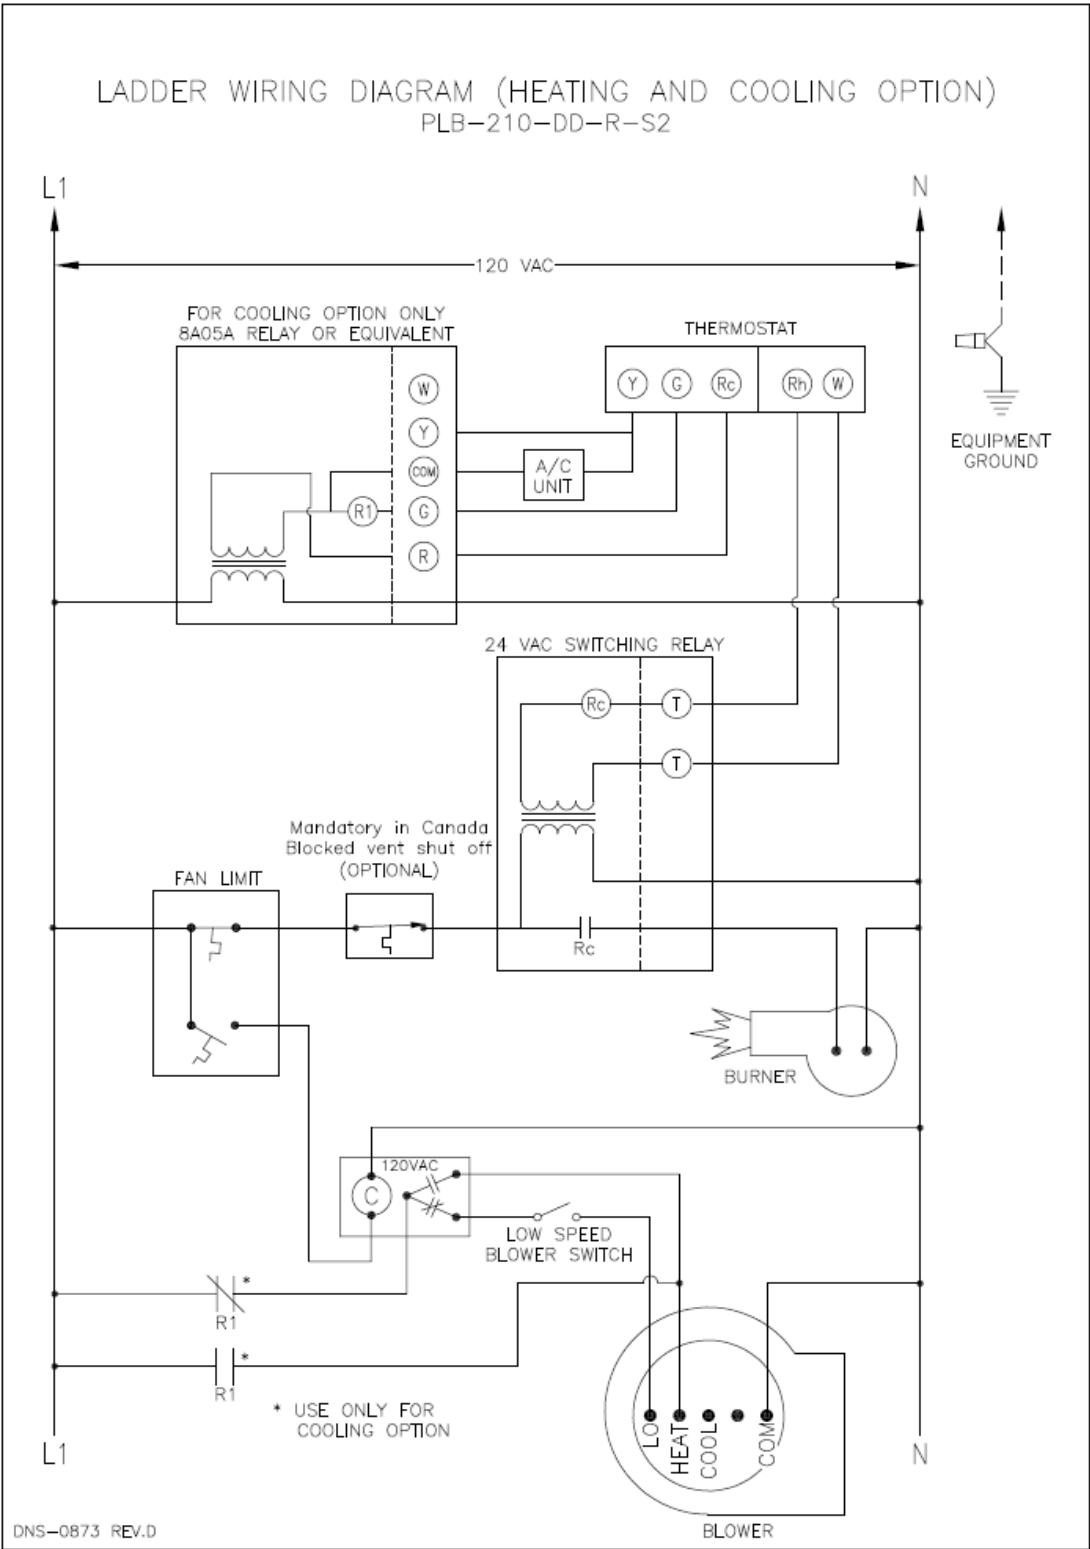 LADDER WIRING DIAGRAM (HEATING AND COOLING OPTION)
PLB-210-DD-R-S2
L1
N
120 VAC
FOR COOLING OPTION ONLY
8A05A RELAY OR EQUIVALENT
THERMOSTAT
W
Y
COM
G
R
R1
Y
G
Rc
Rh
W
A/C
UNIT
EQUIPMENT
GROUND
24 VAC SWITCHING RELAY
Rc
T
T
Mandatory in Canada
Blocked vent shut off
(OPTIONAL)
FAN LIMIT
Rc
BURNER
120VAC
C
LOW SPEED
BLOWER SWITCH
*
R1
*
R1
* USE ONLY FOR
COOLING OPTION
LO
HEAT
COOL
COM
L1
N
BLOWER
DNS-0873 REV.D